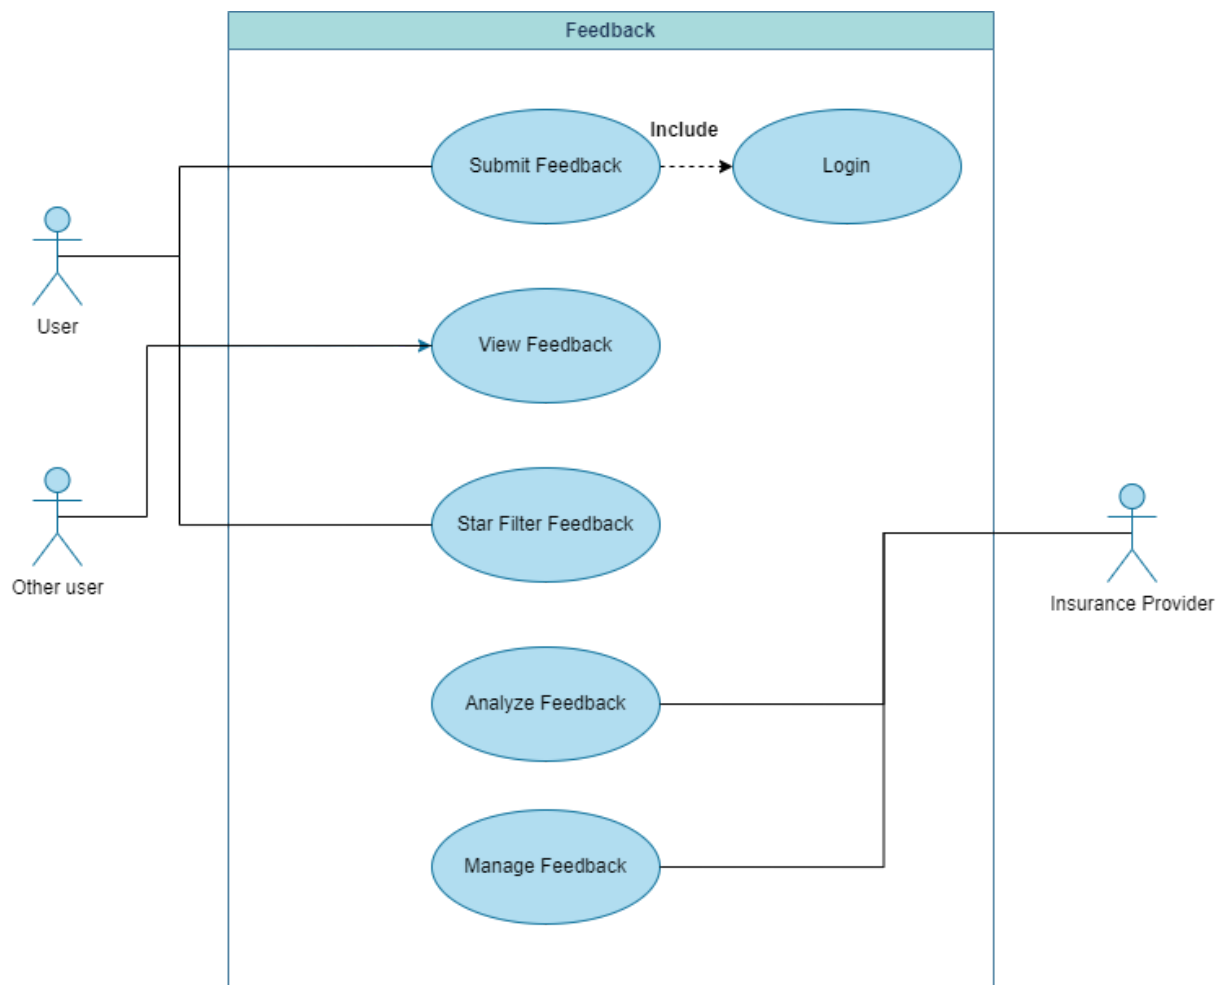 Feedback
Include
Submit Feedback
Login
User
View Feedback
Star Filter Feedback
Other user
Insurance Provider
Analyze Feedback
Manage Feedback